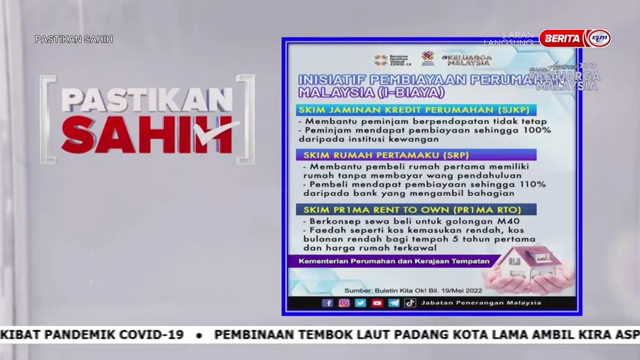 PASTIKAN SAHIH
SIARAN
LANGSUNG
BERITA
rtm
#KELUARGA
MALAYSIA
PASTIKAN
SAHIH
#KELUARGA
MALAYSIA
INISIATIF PEMBIAYAAN PERUMAHAN
MALAYSIA (i-BIAYA)
SKIM JAMINAN KREDIT PERUMAHAN (SJKP)
- Membantu peminjam berpendapatan tidak tetap
- Peminjam mendapat pembiayaan sehingga 100%
daripada institusi kewangan
SKIM RUMAH PERTAMAKU (SRP)
- Membantu pembeli rumah pertama memiliki
rumah tanpa membayar wang pendahuluan
- Pembeli mendapat pembiayaan sehingga 110%
daripada bank yang mengambil bahagian
SKIM PR1MA RENT TO OWN (PR1MA RTO)
- Berkonsep sewa beli untuk golongan M40
- Faedah seperti kos kemasukan rendah, kos
bulanan rendah bagi tempoh 5 tahun pertama
dan harga rumah terkawal
Kementerian Perumahan dan Kerajaan Tempatan
Sumber: Buletin Kita Ok! Bil. 19/Mei 2022
Jabatan Penerangan Malaysia
KIBAT PANDEMIK COVID-19 ● PEMBINAAN TEMBOK LAUT PADANG KOTA LAMA AMBIL KIRA ASP